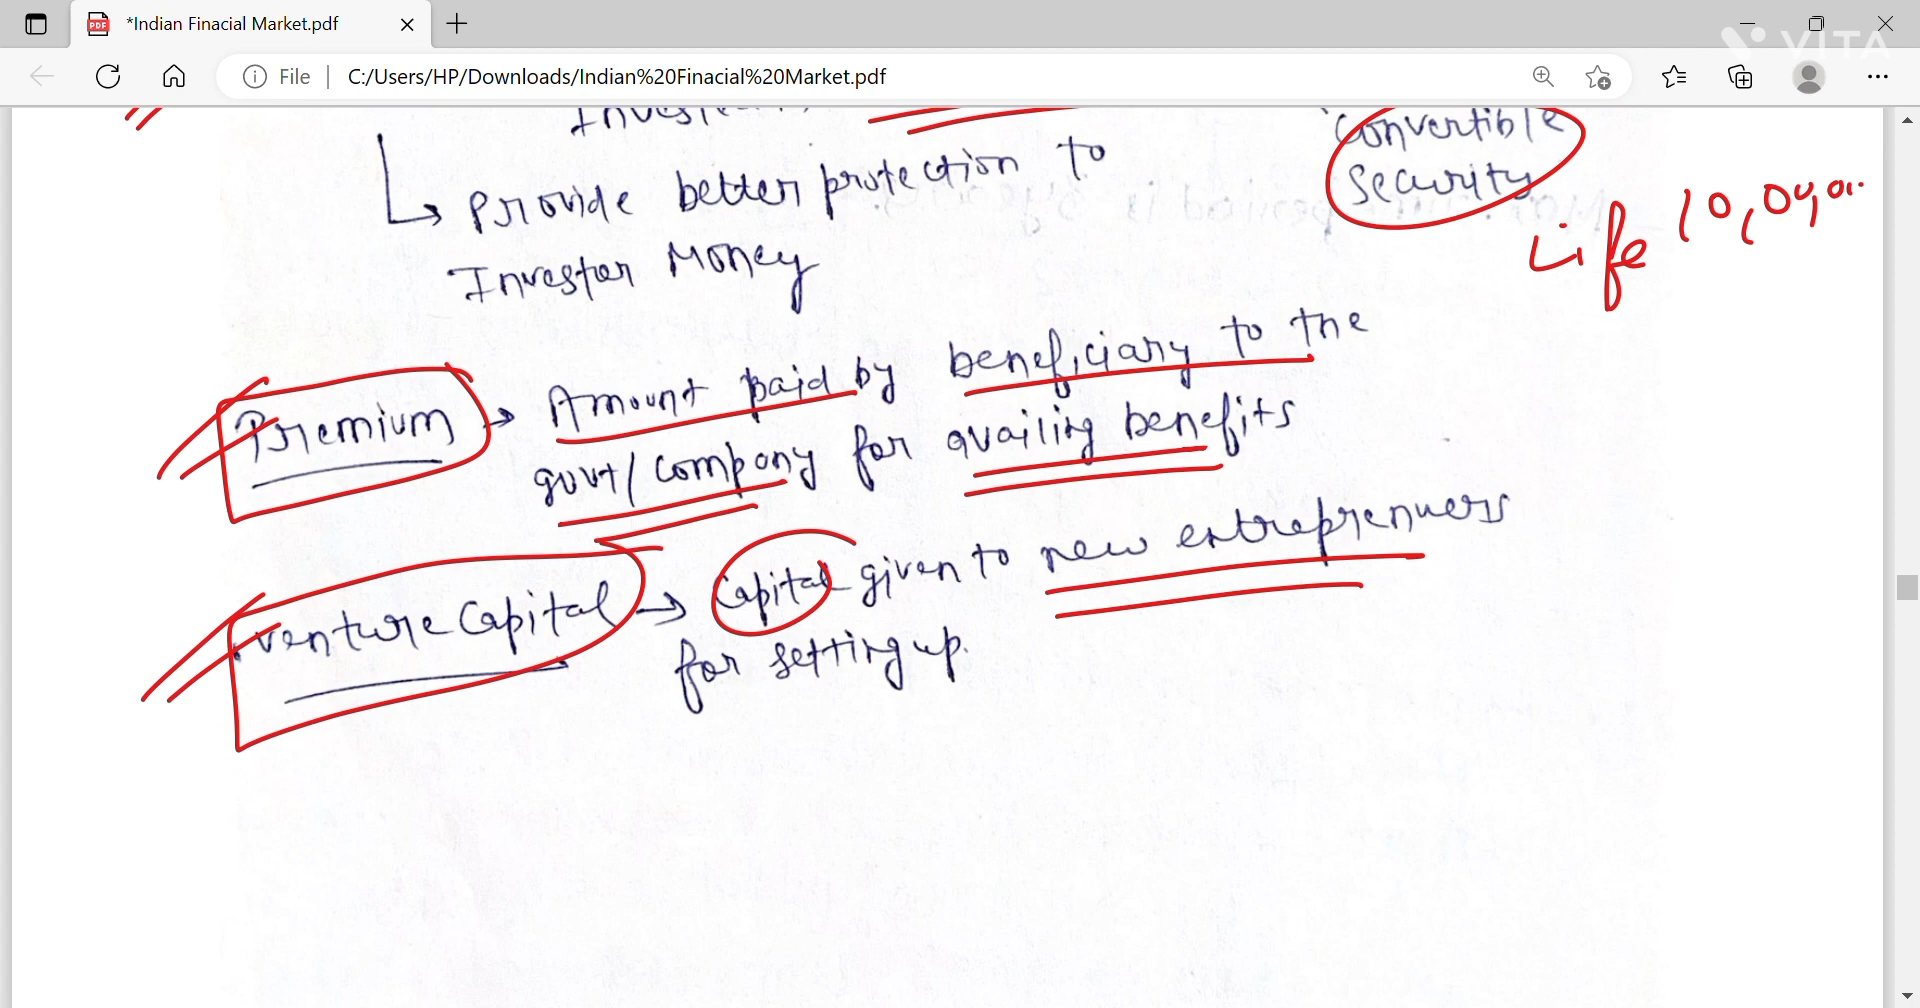 *Indian Finacial Market.pdf
VITA
File
C:/Users/HP/Downloads/Indian%20Finacial%20Market.pdf
Convertible
Security
Provide better protection to
Investor Money
Life 10,
Premium → Amount paid by beneficiary to the
govt/company for availing benefits
venture Capital → Capital given to new entreprenuers
for setting up.